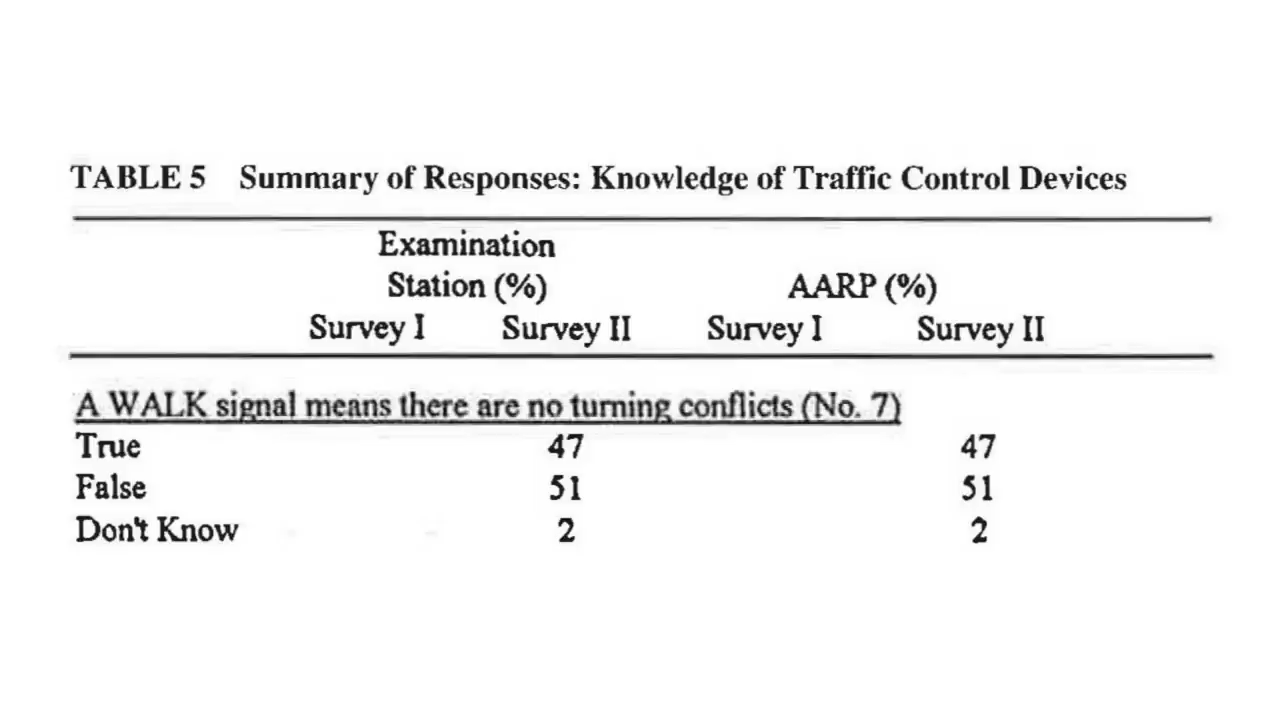 TABLE 5 Summary of Responses: Knowledge of Traffic Control Devices
Examination
Station (%) AARP (%)
Survey I Survey II Survey I Survey II
A WALK signal means there are no turning conflicts (No. 7)
True 47 47
False 51 51
Don't Know 2 2